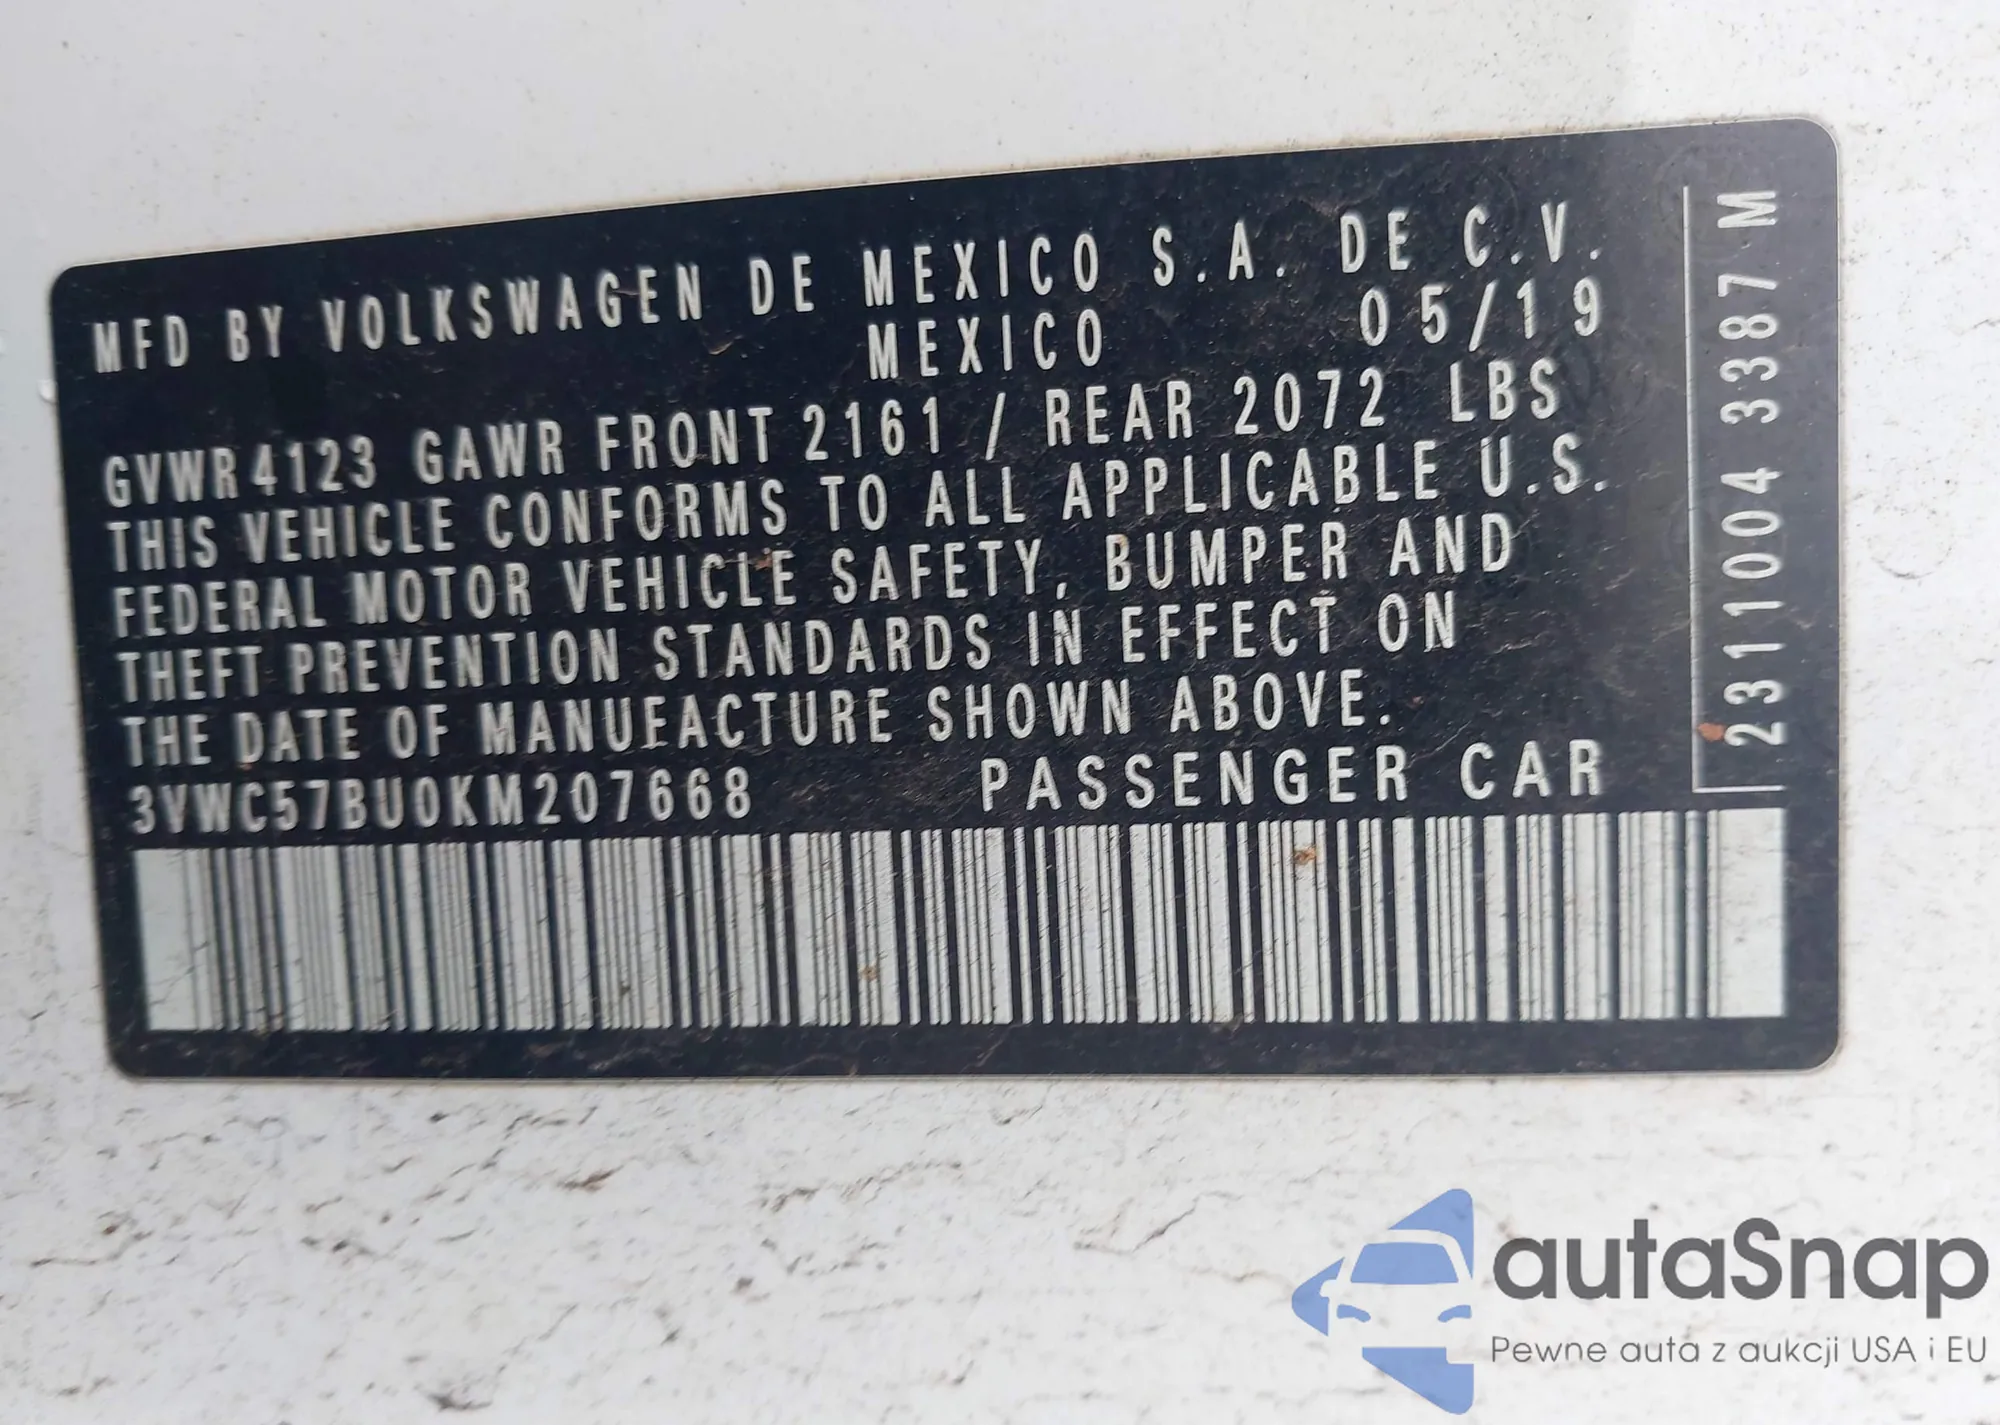 MFD BY VOLKSWAGEN DE MEXICO S.A. DE C.V.
MEXICO 05/19
GVWR 4123 GAWR FRONT 2161 / REAR 2072 LBS
THIS VEHICLE CONFORMS TO ALL APPLICABLE U.S.
FEDERAL MOTOR VEHICLE SAFETY, BUMPER AND
THEFT PREVENTION STANDARDS IN EFFECT ON
THE DATE OF MANUFACTURE SHOWN ABOVE.
3VWC57BU0KM207668 PASSENGER CAR
2311004 3387 M
autaSnap
Pewne auta z aukcji USA i EU